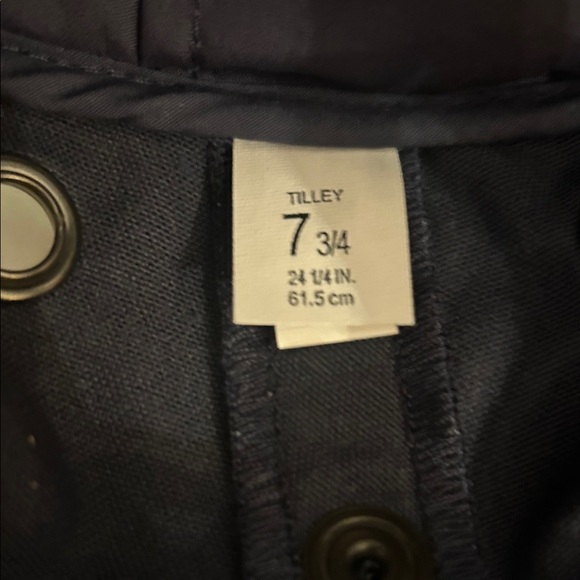 TILLEY
7 3/4
24 1/4 IN.
61.5 cm